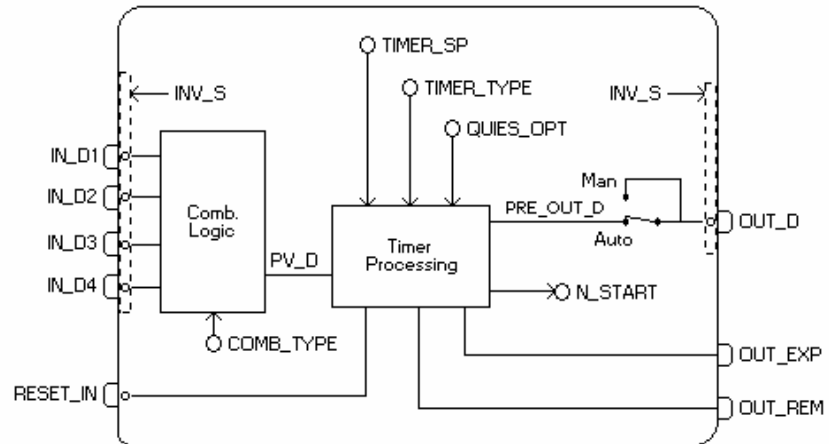 TIMER_SP
INV_S
TIMER_TYPE
INV_S
QUIES_OPT
IN_D1
IN_D2
IN_D3
IN_D4
Comb.
Logic
PV_D
Timer
Processing
PRE_OUT_D
Man
Auto
OUT_D
N_START
COMB_TYPE
OUT_EXP
RESET_IN
OUT_REM